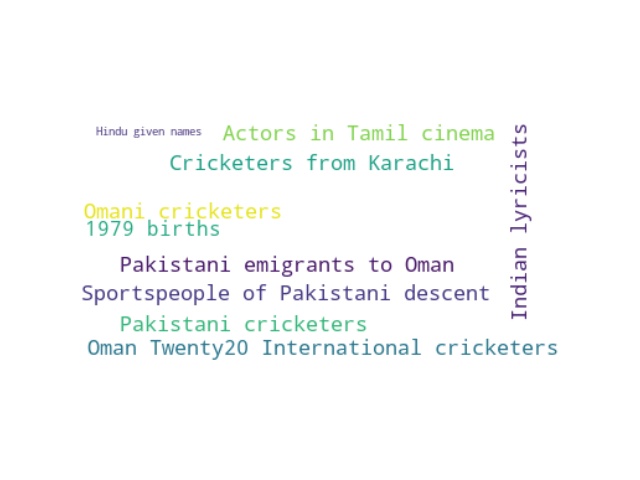 Hindu given names
Actors in Tamil cinema
Cricketers from Karachi
Indian lyricists
Omani cricketers
1979 births
Pakistani emigrants to Oman
Sportspeople of Pakistani descent
Pakistani cricketers
Oman Twenty20 International cricketers